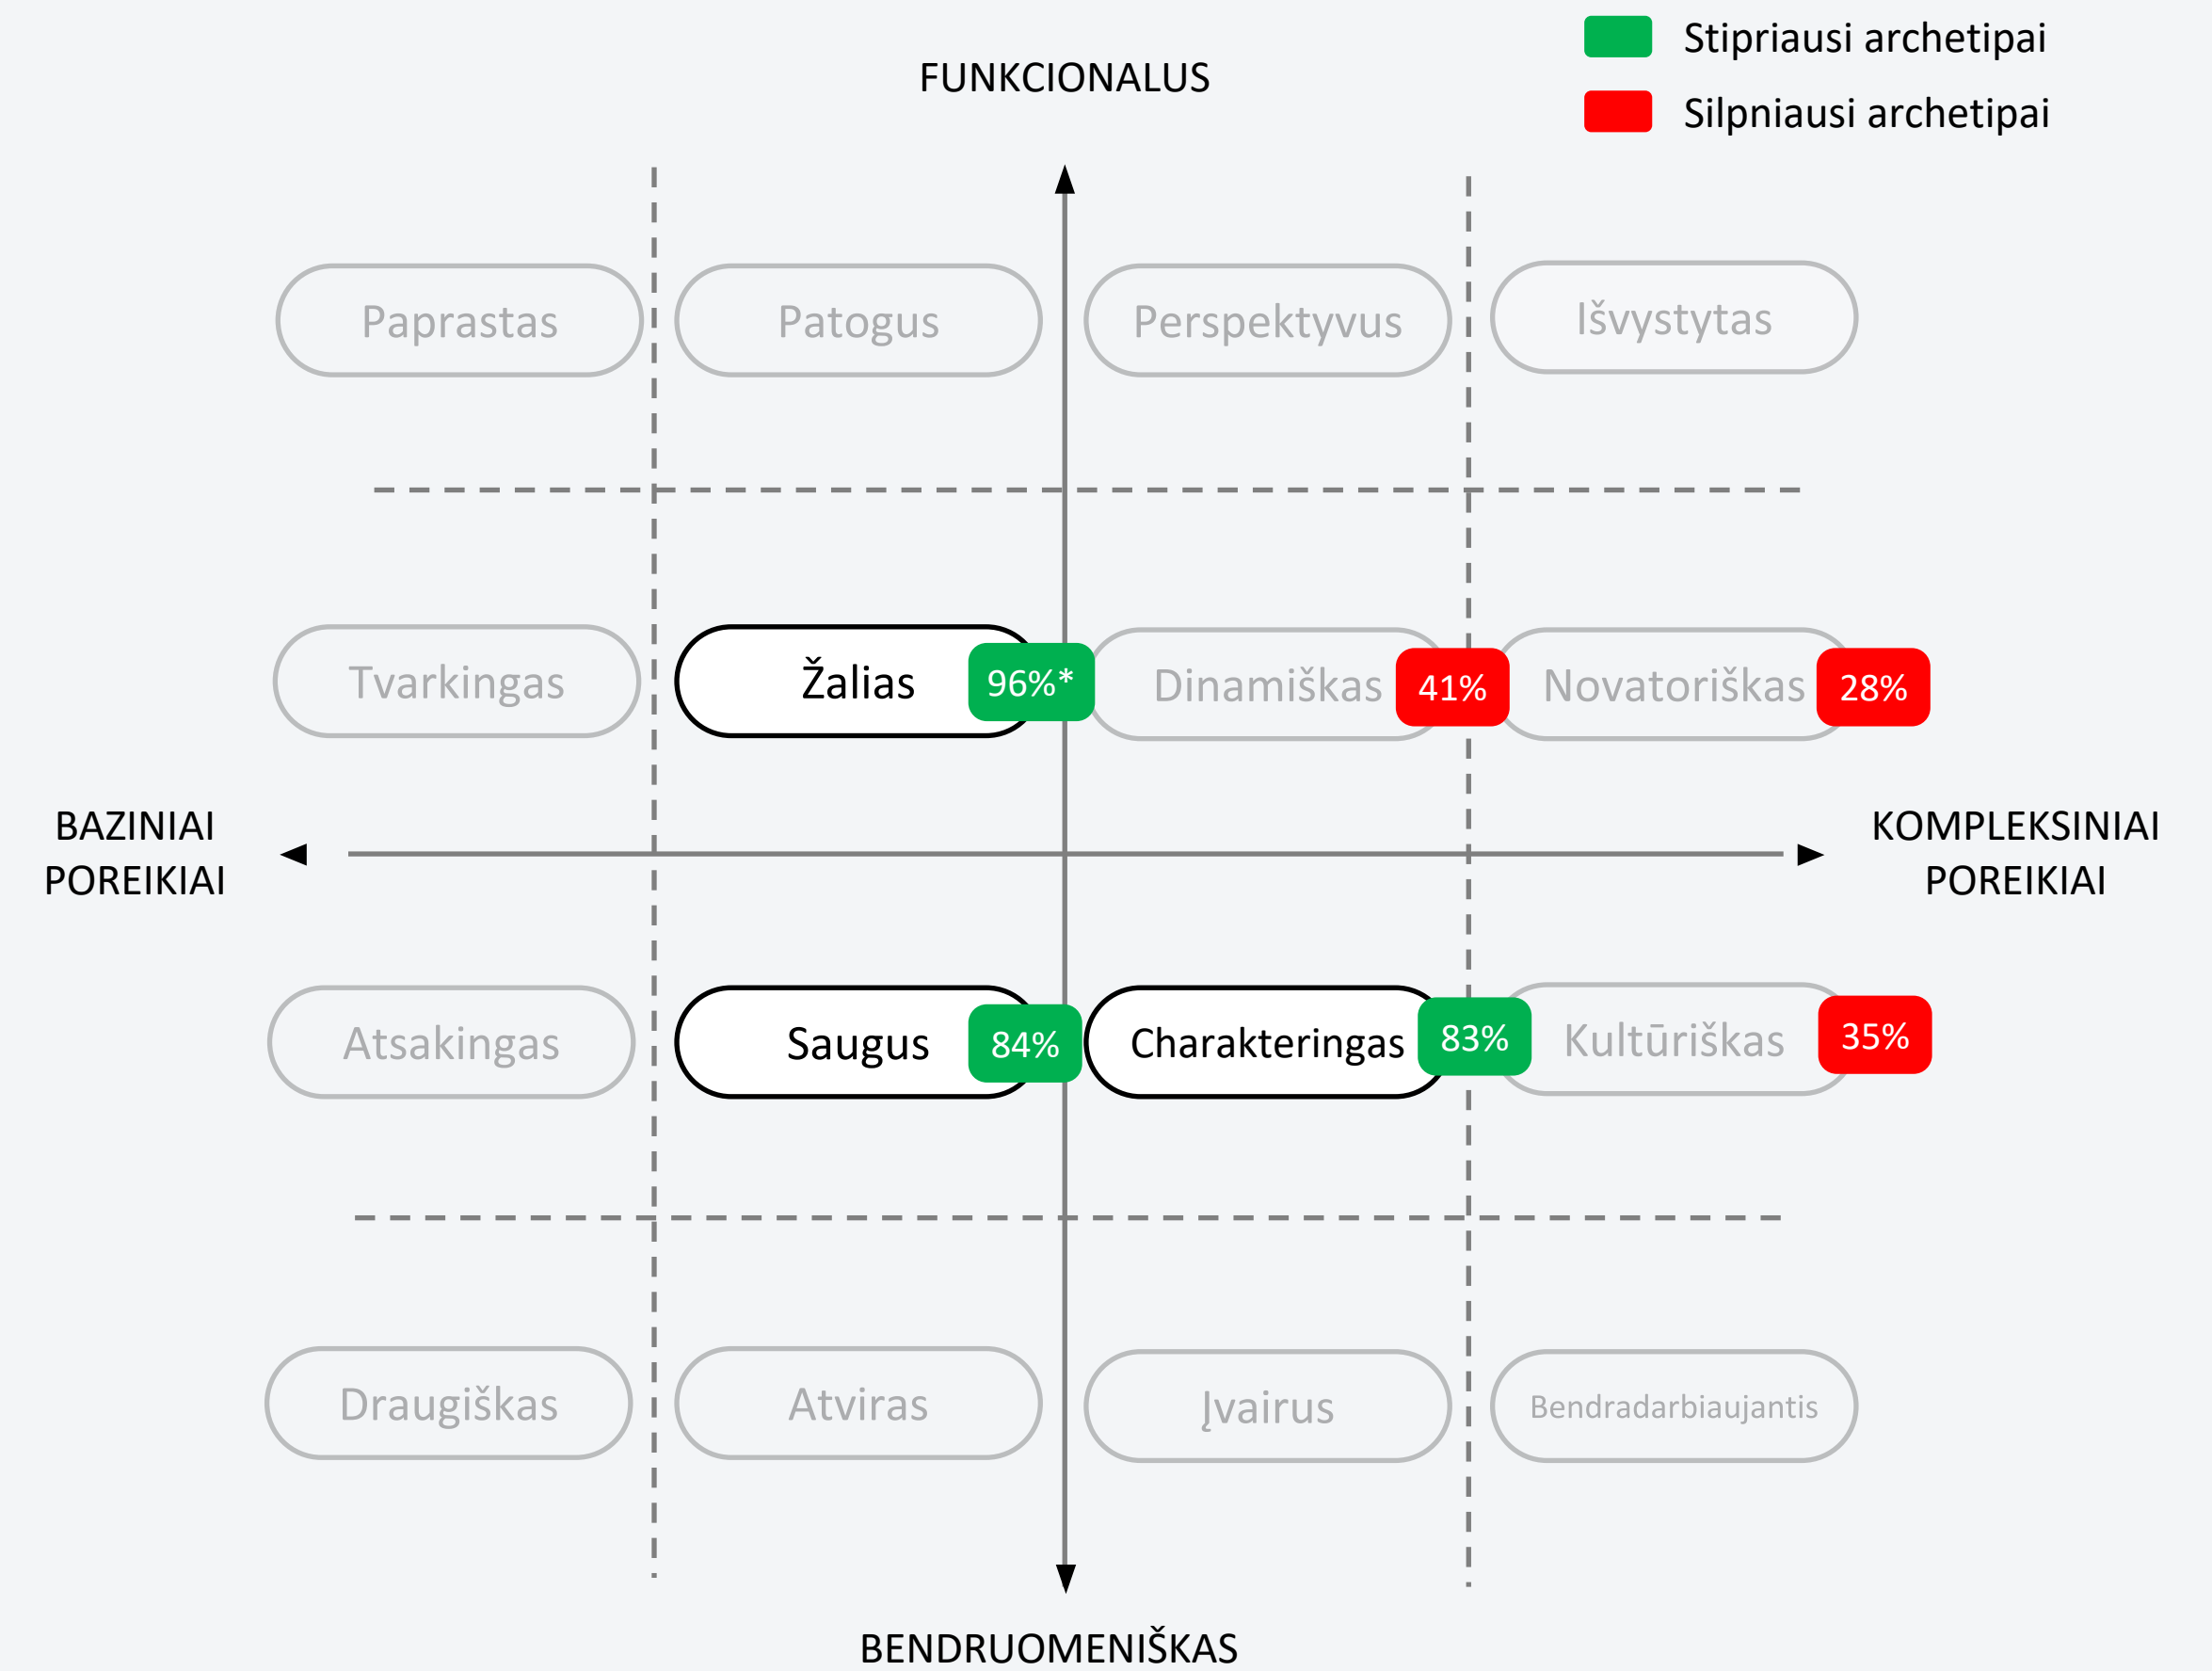 Stipriausi archetipai
FUNKCIONALUS
Silpniausi archetipai
Paprastas
Patogus
Perspektyvus
Išvystytas
Tvarkingas
Žalias
96%*
Dinamiškas
41%
Novatoriškas
28%
BAZINIAI
POREIKIAI
KOMPLEKSINIAI
POREIKIAI
Atsakingas
Saugus
84%
Charakteringas
83%
Kultūriškas
35%
Draugiškas
Atviras
Įvairus
Bendradarbiaujantis
BENDRUOMENIŠKAS